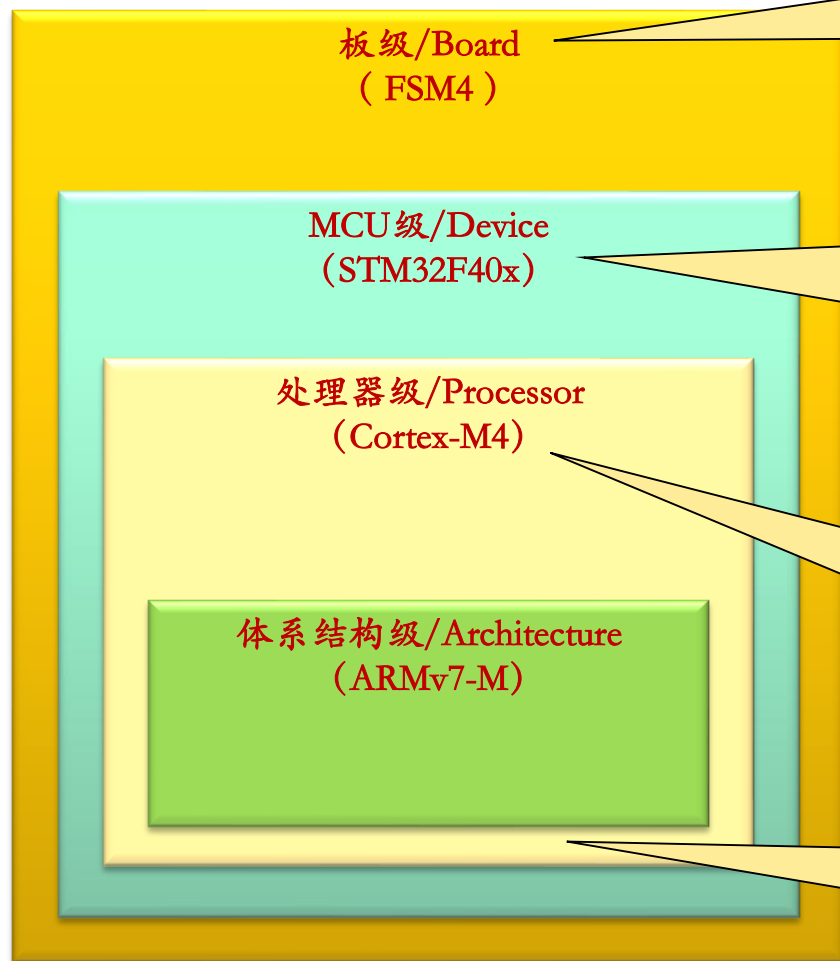 板级/Board
（ FSM4 ）
MCU级/Device
（STM32F40x）
处理器级/Processor
（Cortex-M4）
体系结构级/Architecture
（ARMv7-M）